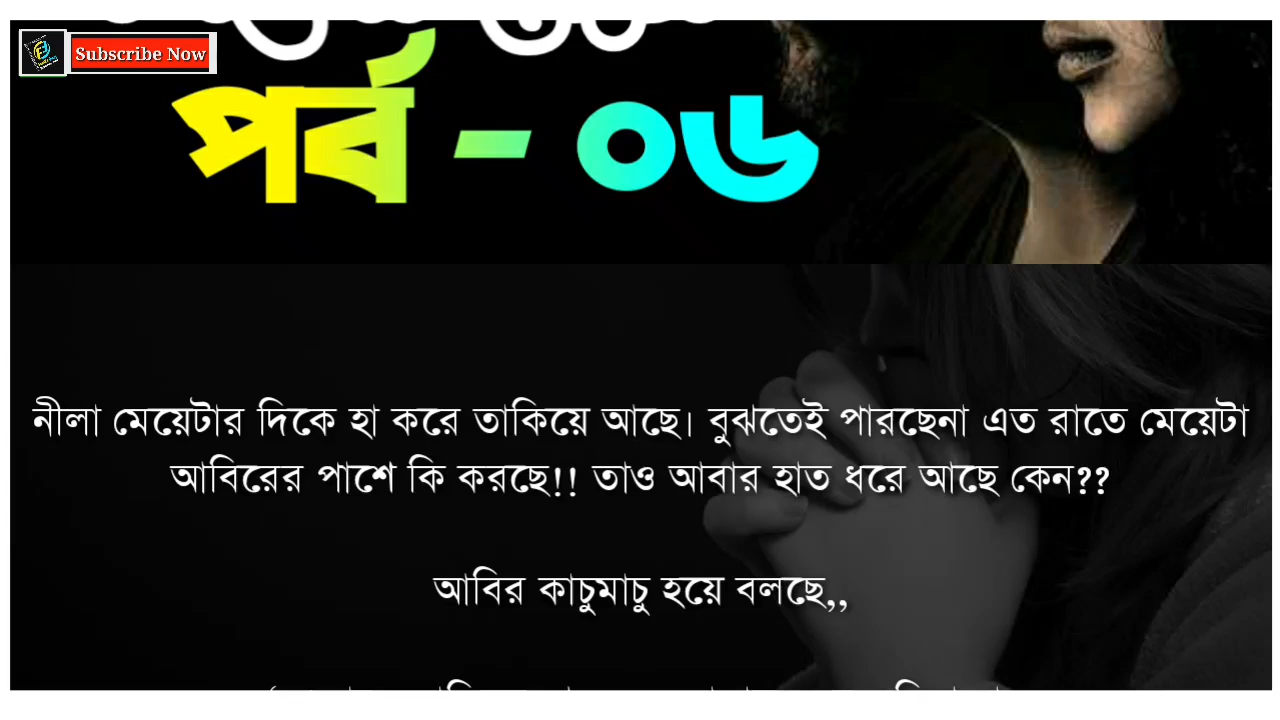 Subscribe Now
পর্ব - ০৬
নীলা মেয়েটার দিকে হা করে তাকিয়ে আছে। বুঝতেই পারছেনা এত রাতে মেয়েটা
আবিরের পাশে কি করছে!! তাও আবার হাত ধরে আছে কেন??
আবির কাচুমাচু হয়ে বলছে,,